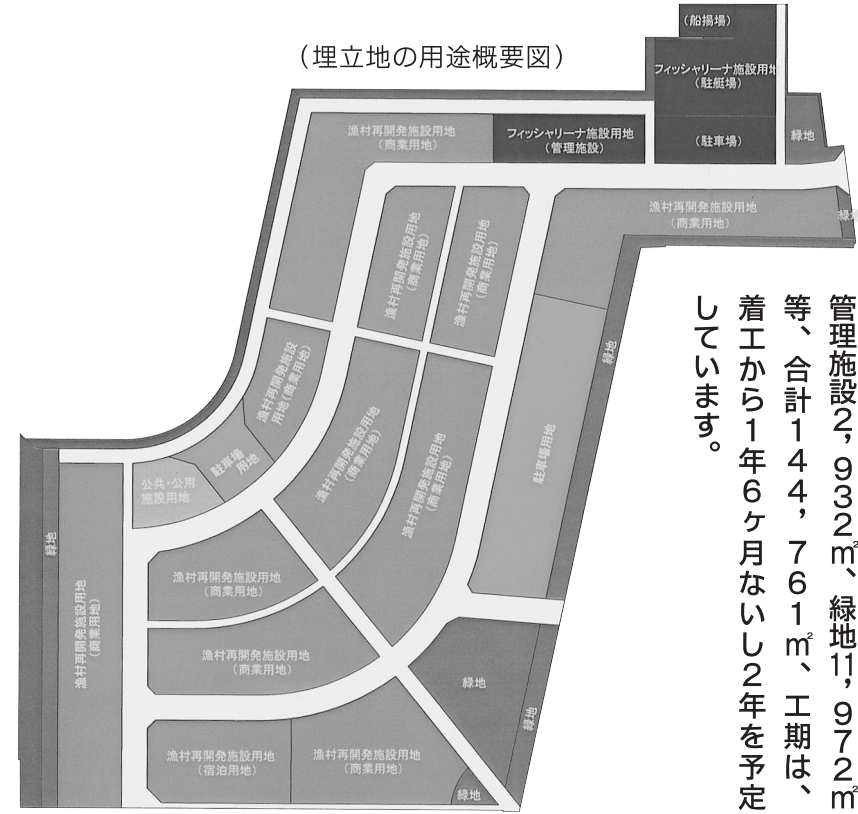 （埋立地の用途概要図）
（船揚場）
フィッシャリーナ施設用地
（駐艇場）
（駐車場）
緑地
漁村再開発施設用地
（商業用地）
フィッシャリーナ施設用地
（管理施設）
漁村再開発施設用地
（商業用地）
緑地
漁村再開発施設用地
（商業用地）
漁村再開発施設用地
（商業用地）
緑地
漁村再開発施設
用地（商業用地）
駐車場
用地
公共・公用
施設用地
漁村再開発施設用地
（商業用地）
漁村再開発施設用地
（商業用地）
駐車場用地
緑地
漁村再開発施設用地
（商業用地）
漁村再開発施設用地
（商業用地）
漁村再開発施設用地
（商業用地）
緑地
緑地
漁村再開発施設用地
（宿泊用地）
漁村再開発施設用地
（商業用地）
緑地
管理施設２，９３２㎡、緑地１１，９７２㎡
等、合計１４４，７６１㎡、工期は、
着工から１年６ヶ月ないし２年を予定
しています。